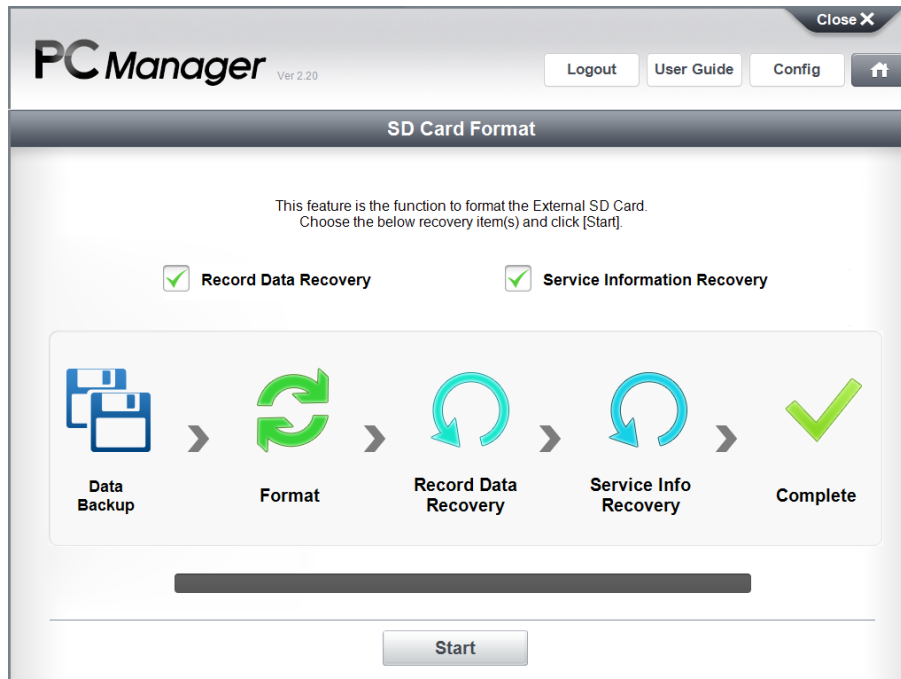 Close X
PC Manager Ver 2.20
Logout User Guide Config
SD Card Format
This feature is the function to format the External SD Card.
Choose the below recovery item(s) and click [Start].
Record Data Recovery
Service Information Recovery
Data
Backup
Format
Record Data
Recovery
Service Info
Recovery
Complete
Start